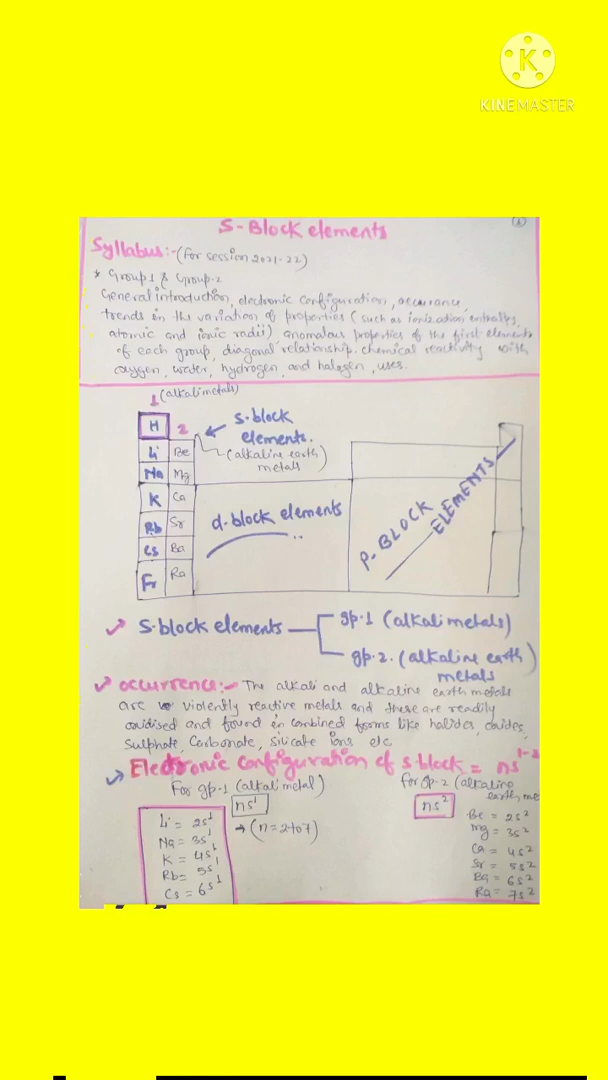 KINEMASTER
S-Block elements
Syllabus:- (For session 2021-22)
* Group 1 & Group-2
General introduction, electronic configuration, occurance,
trends in the variation of properties (such as ionization enthalpy,
atomic and ionic radii) anomalous properties of the first elements
of each group, diagonal relationship. chemical reactivity with
oxygen, water, hydrogen, and halogen, uses.
1 (alkali metals)
H 2 s-block
elements.
Li Be (alkaline earth
metals)
Na Mg
K Ca
Rb Sr d-block elements
Cs Ba
Fr Ra
P-BLOCK
ELEMENTS
S.block elements gp.1 (alkali metals)
gp.2. (alkaline earth)
metals
occurrence:- The alkali and alkaline earth metals
are violently reactive metals and these are readily
oxidised and found in combined forms like halides, oxides,
sulphate, Carbonate, silicate ions etc
Electronic configuration of s block = ns1-2
For gp-1 (alkali metal)
For gp-2 (alkaline
earth, me
ns1
ns2
→ (n=2to7)
Li = 2s1
Na = 3s1
K = 4s1
Rb = 5s1
Cs = 6s1
Be = 2s2
Mg = 3s2
Ca = 4s2
Sr = 5s2
Ba = 6s2
Ra = 7s2